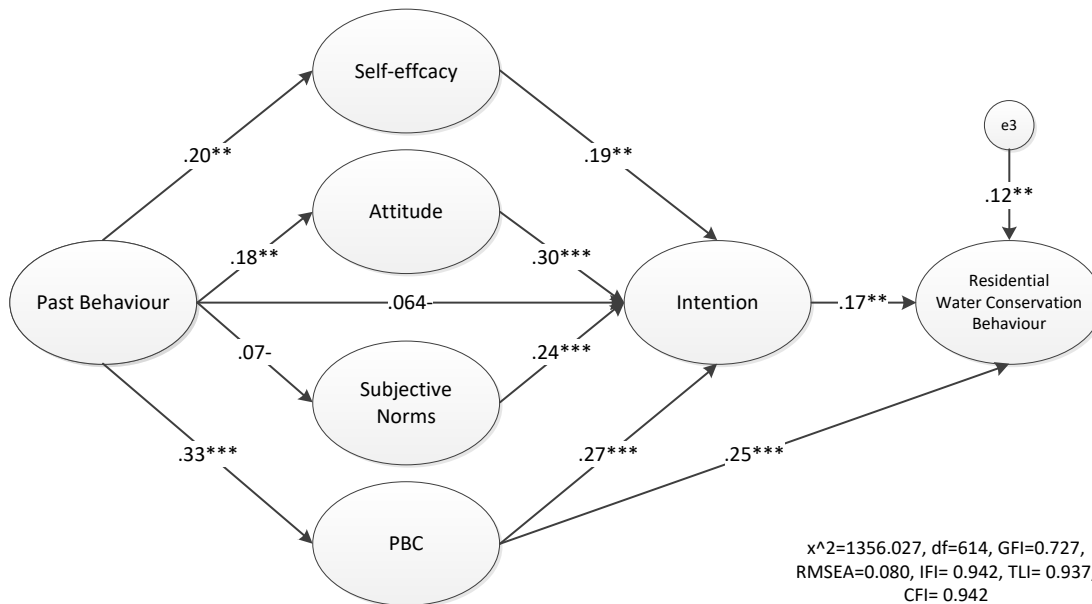 Self-effcacy
e3
.20**
.19**
.12**
Attitude
.18**
.30***
Past Behaviour
.064-
Intention
.17**
Residential
Water Conservation
Behaviour
.07-
.24***
Subjective
Norms
.33***
.27***
.25***
PBC
x^2=1356.027, df=614, GFI=0.727,
RMSEA=0.080, IFI= 0.942, TLI= 0.937,
CFI= 0.942